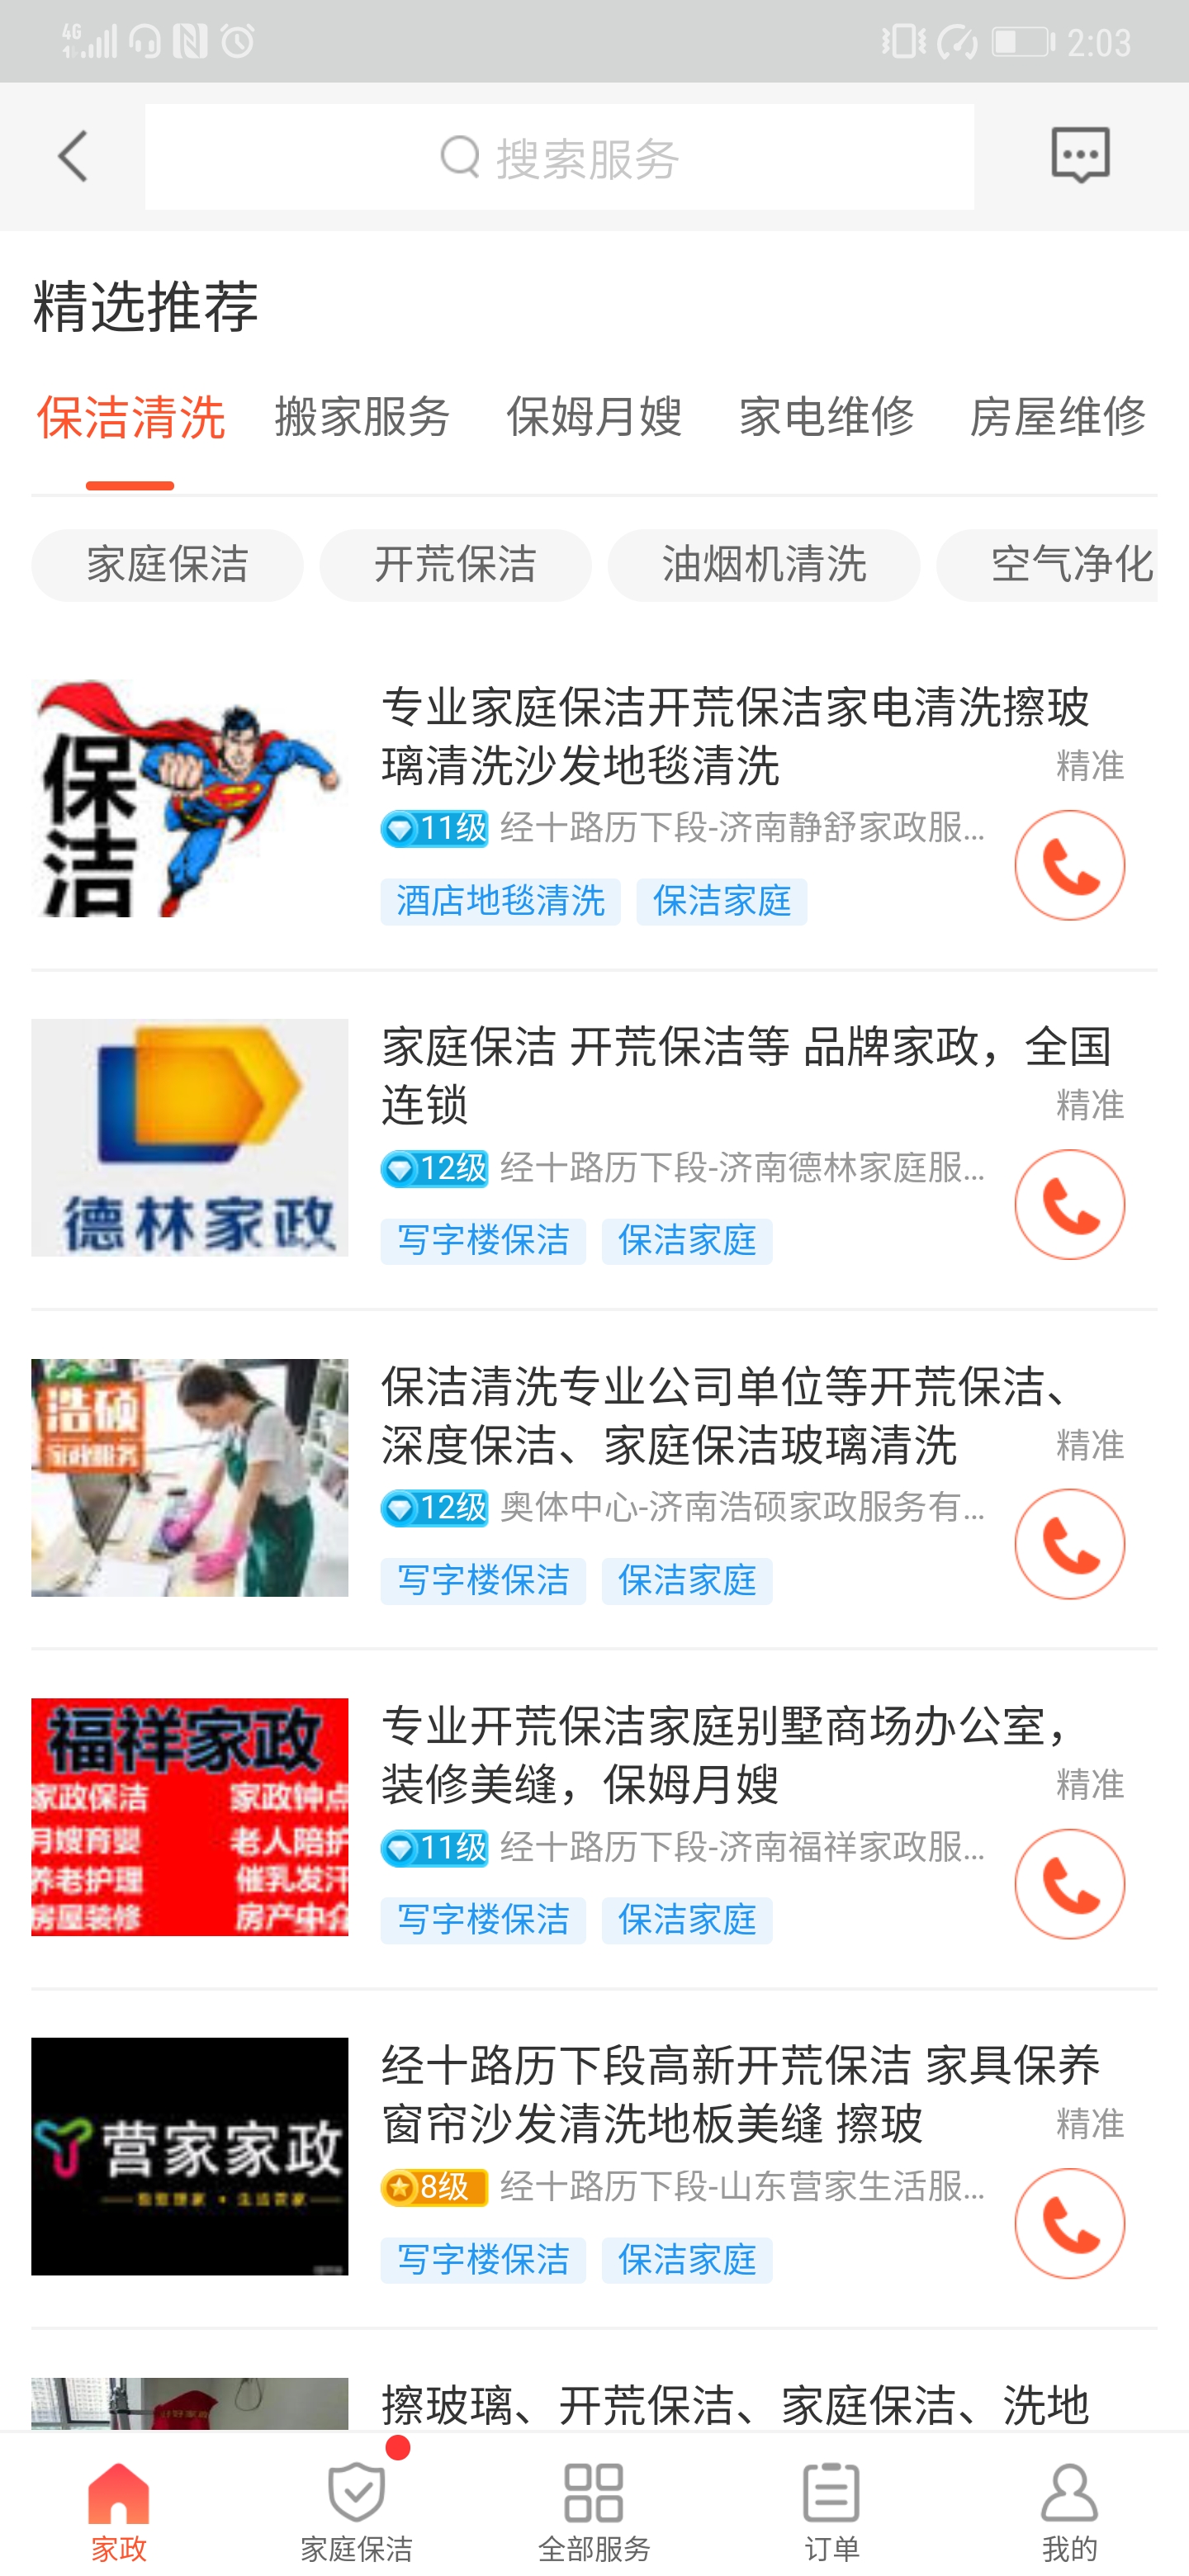 4G
2:03
搜索服务
精选推荐
保洁清洗 搬家服务 保姆月嫂 家电维修 房屋维修
家庭保洁 开荒保洁 油烟机清洗 空气净化
保洁
专业家庭保洁开荒保洁家电清洗擦玻
璃清洗沙发地毯清洗
精准
11级 经十路历下段-济南静舒家政服...
酒店地毯清洗 保洁家庭
德林家政
家庭保洁 开荒保洁等 品牌家政，全国
连锁
精准
12级 经十路历下段-济南德林家庭服...
写字楼保洁 保洁家庭
浩硕
家政服务
保洁清洗专业公司单位等开荒保洁、
深度保洁、家庭保洁玻璃清洗
精准
12级 奥体中心-济南浩硕家政服务有...
写字楼保洁 保洁家庭
福祥家政
家政保洁 家政钟点
月嫂育婴 老人陪护
养老护理 催乳发汗
房屋装修 房产中介
专业开荒保洁家庭别墅商场办公室，
装修美缝，保姆月嫂
精准
11级 经十路历下段-济南福祥家政服...
写字楼保洁 保洁家庭
营家家政
经十路历下段高新开荒保洁 家具保养
窗帘沙发清洗地板美缝 擦玻
精准
8级 经十路历下段-山东营家生活服...
写字楼保洁 保洁家庭
擦玻璃、开荒保洁、家庭保洁、洗地
家政 家庭保洁 全部服务 订单 我的